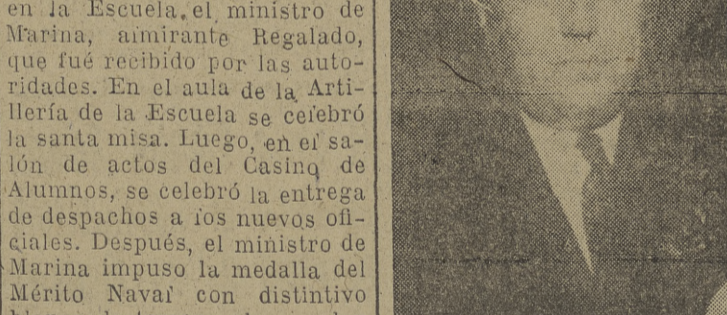 en la Escuela, el ministro de
Marina, almirante Regalado,
que fué recibido por las auto-
ridades. En el aula de la Arti-
llería de la Escuela se celebró
la santa misa. Luego, en el sa-
lón de actos del Casino de
Alumnos, se celebró la entrega
de despachos a los nuevos ofi-
ciales. Después, el ministro de
Marina impuso la medalla del
Mérito Naval con distintivo